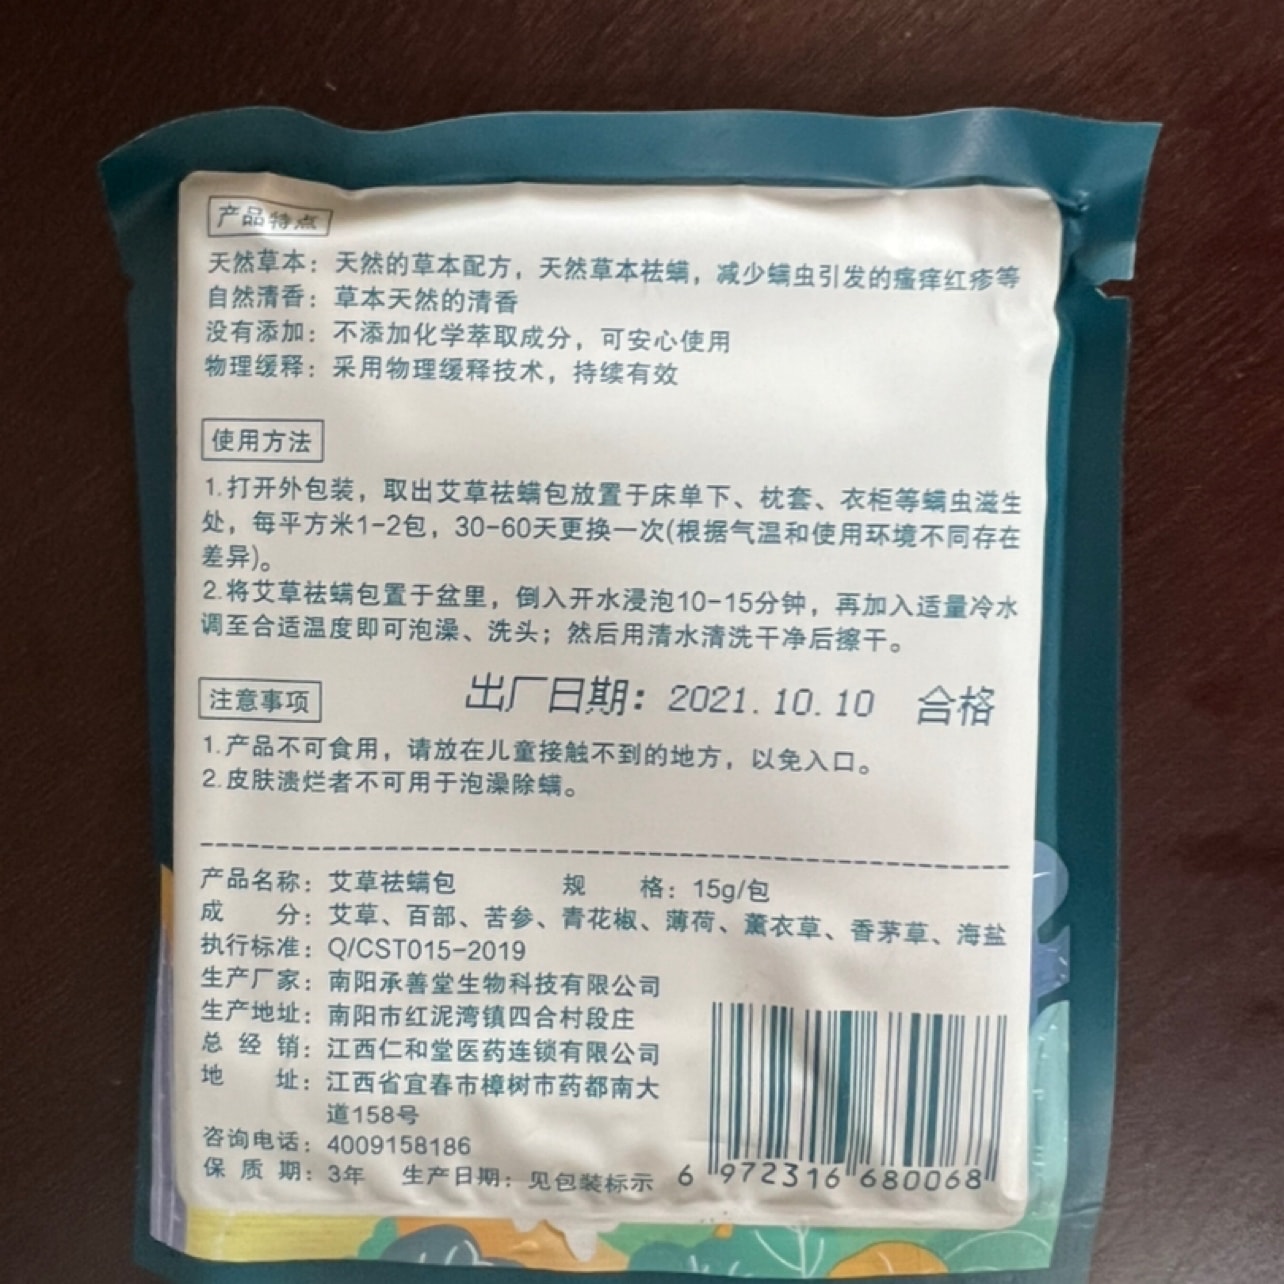 产品特点
天然草本：天然的草本配方，天然草本祛螨，减少螨虫引发的瘙痒红疹等
自然清香：草本天然的清香
没有添加：不添加化学萃取成分，可安心使用
物理缓释：采用物理缓释技术，持续有效
使用方法
1.打开外包装，取出艾草祛螨包放置于床单下、枕套、衣柜等螨虫滋生
处，每平方米1-2包，30-60天更换一次(根据气温和使用环境不同存在
差异)。
2.将艾草祛螨包置于盆里，倒入开水浸泡10-15分钟，再加入适量冷水
调至合适温度即可泡澡、洗头；然后用清水清洗干净后擦干。
出厂日期：2021.10.10 合格
注意事项
1.产品不可食用，请放在儿童接触不到的地方，以免入口。
2.皮肤溃烂者不可用于泡澡除螨。
产品名称：艾草祛螨包 规 格：15g/包
成 分：艾草、百部、苦参、青花椒、薄荷、薰衣草、香茅草、海盐
执行标准：Q/CST015-2019
生产厂家：南阳承善堂生物科技有限公司
生产地址：南阳市红泥湾镇四合村段庄
总 经 销：江西仁和堂医药连锁有限公司
地 址：江西省宜春市樟树市药都南大
道158号
咨询电话：4009158186
保 质 期：3年 生产日期：见包装标示
6 972316 680068